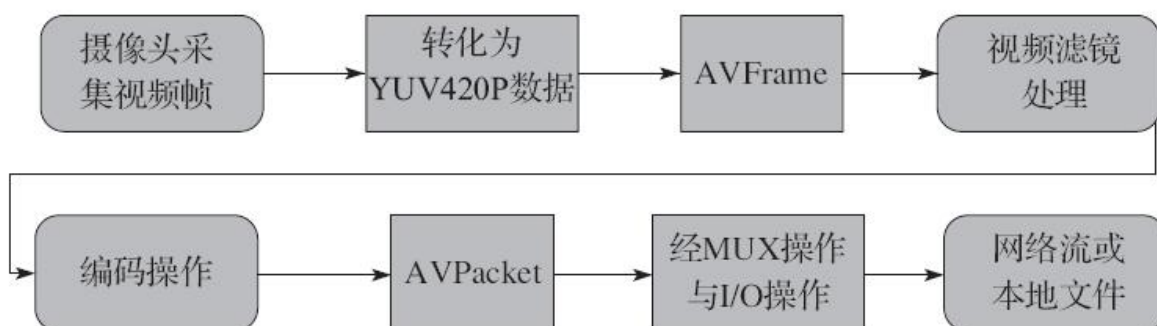 摄像头采
集视频帧
转化为
YUV420P数据
AVFrame
视频滤镜
处理
编码操作
AVPacket
经MUX操作
与I/O操作
网络流或
本地文件